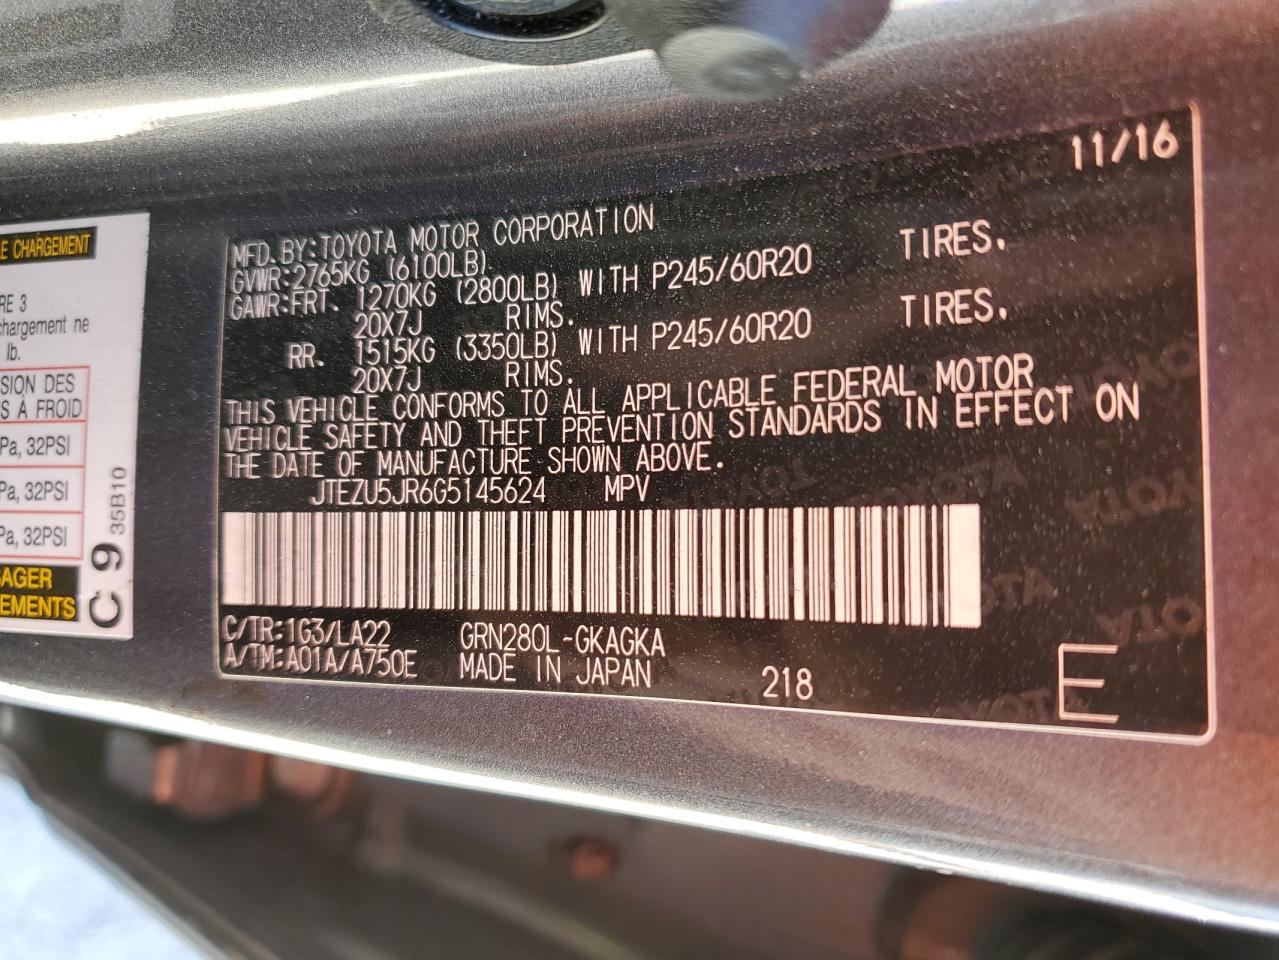 11/16
MFD. BY:TOYOTA MOTOR CORPORATION
GVWR:2765KG (6100LB)
GAWR:FRT. 1270KG (2800LB) WITH P245/60R20 TIRES.
20X7J RIMS.
RR. 1515KG (3350LB) WITH P245/60R20 TIRES.
20X7J RIMS.
THIS VEHICLE CONFORMS TO ALL APPLICABLE FEDERAL MOTOR
VEHICLE SAFETY AND THEFT PREVENTION STANDARDS IN EFFECT ON
THE DATE OF MANUFACTURE SHOWN ABOVE.
JTEZU5JR6G5145624 MPV
C/TR:1G3/LA22 GRN280L-GKAGKA
A/TM:A01A/A750E MADE IN JAPAN 218
E
LE CHARGEMENT
RE 3
chargement ne
lb.
SION DES
S À FROID
Pa, 32PSI
Pa, 32PSI
Pa, 32PSI
SAGER
EMENTS
C 9 35B10